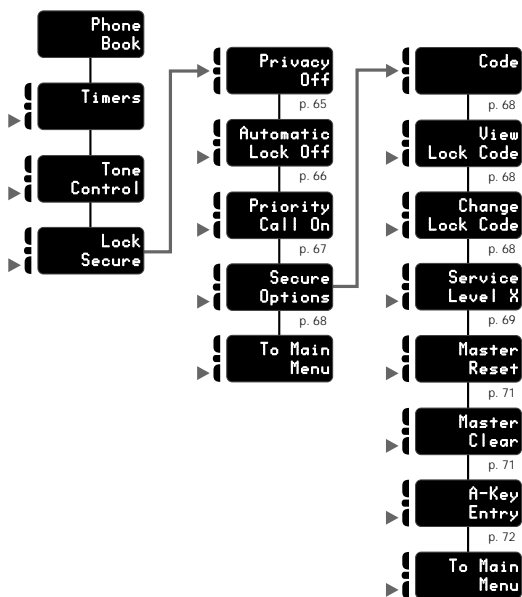 Phone
Book
Timers
Tone
Control
Lock
Secure
Privacy
Off
p. 65
Automatic
Lock Off
p. 66
Priority
Call On
p. 67
Secure
Options
p. 68
To Main
Menu
Code
p. 68
View
Lock Code
p. 68
Change
Lock Code
p. 68
Service
Level X
p. 69
Master
Reset
p. 71
Master
Clear
p. 71
A-Key
Entry
p. 72
To Main
Menu